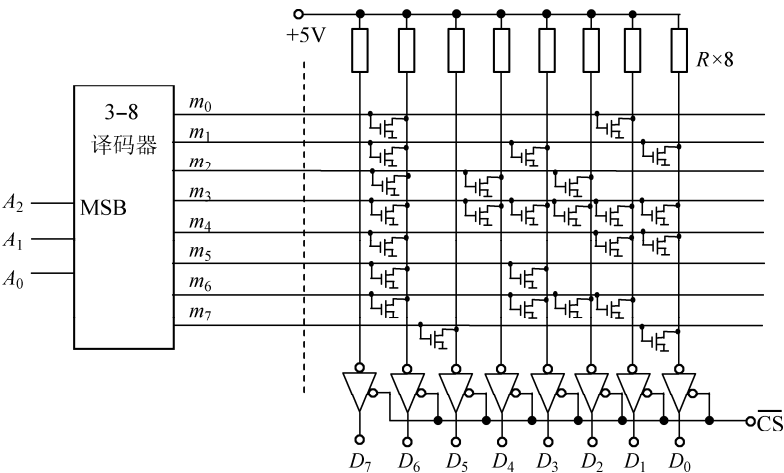 +5V
R×8
3-8
译码器
MSB
A₂
A₁
A₀
m₀
m₁
m₂
m₃
m₄
m₅
m₆
m₇
C̅S̅
D₇ D₆ D₅ D₄ D₃ D₂ D₁ D₀